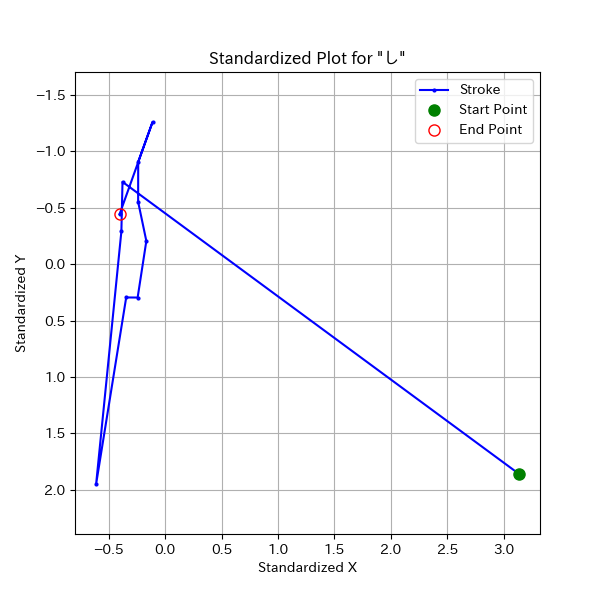 Standardized Plot for "し"
Stroke
Start Point
End Point
Standardized Y
−1.5
−1.0
−0.5
0.0
0.5
1.0
1.5
2.0
−0.5
0.0
0.5
1.0
1.5
2.0
2.5
3.0
Standardized X